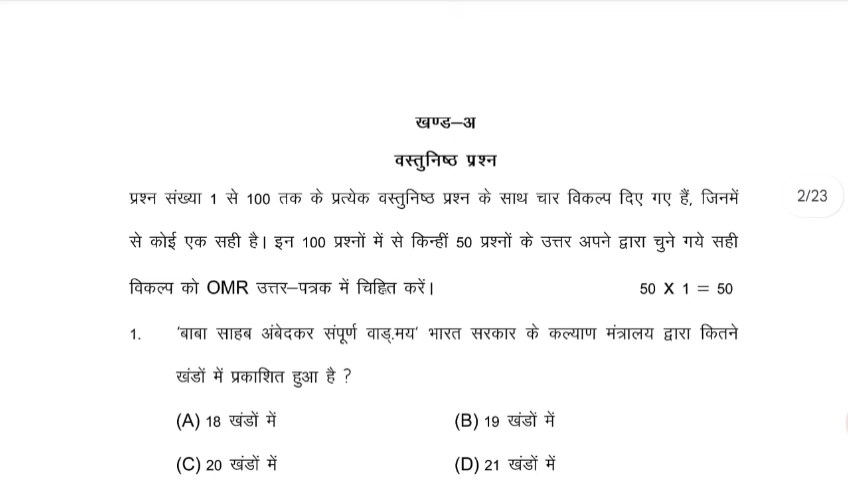 खण्ड–अ
वस्तुनिष्ठ प्रश्न
प्रश्न संख्या 1 से 100 तक के प्रत्येक वस्तुनिष्ठ प्रश्न के साथ चार विकल्प दिए गए हैं, जिनमें
2/23
से कोई एक सही है। इन 100 प्रश्नों में से किन्हीं 50 प्रश्नों के उत्तर अपने द्वारा चुने गये सही
विकल्प को OMR उत्तर–पत्रक में चिह्नित करें। 50 X 1 = 50
1. 'बाबा साहब अंबेदकर संपूर्ण वाड्.मय' भारत सरकार के कल्याण मंत्रालय द्वारा कितने
खंडों में प्रकाशित हुआ है ?
(A) 18 खंडों में (B) 19 खंडों में
(C) 20 खंडों में (D) 21 खंडों में